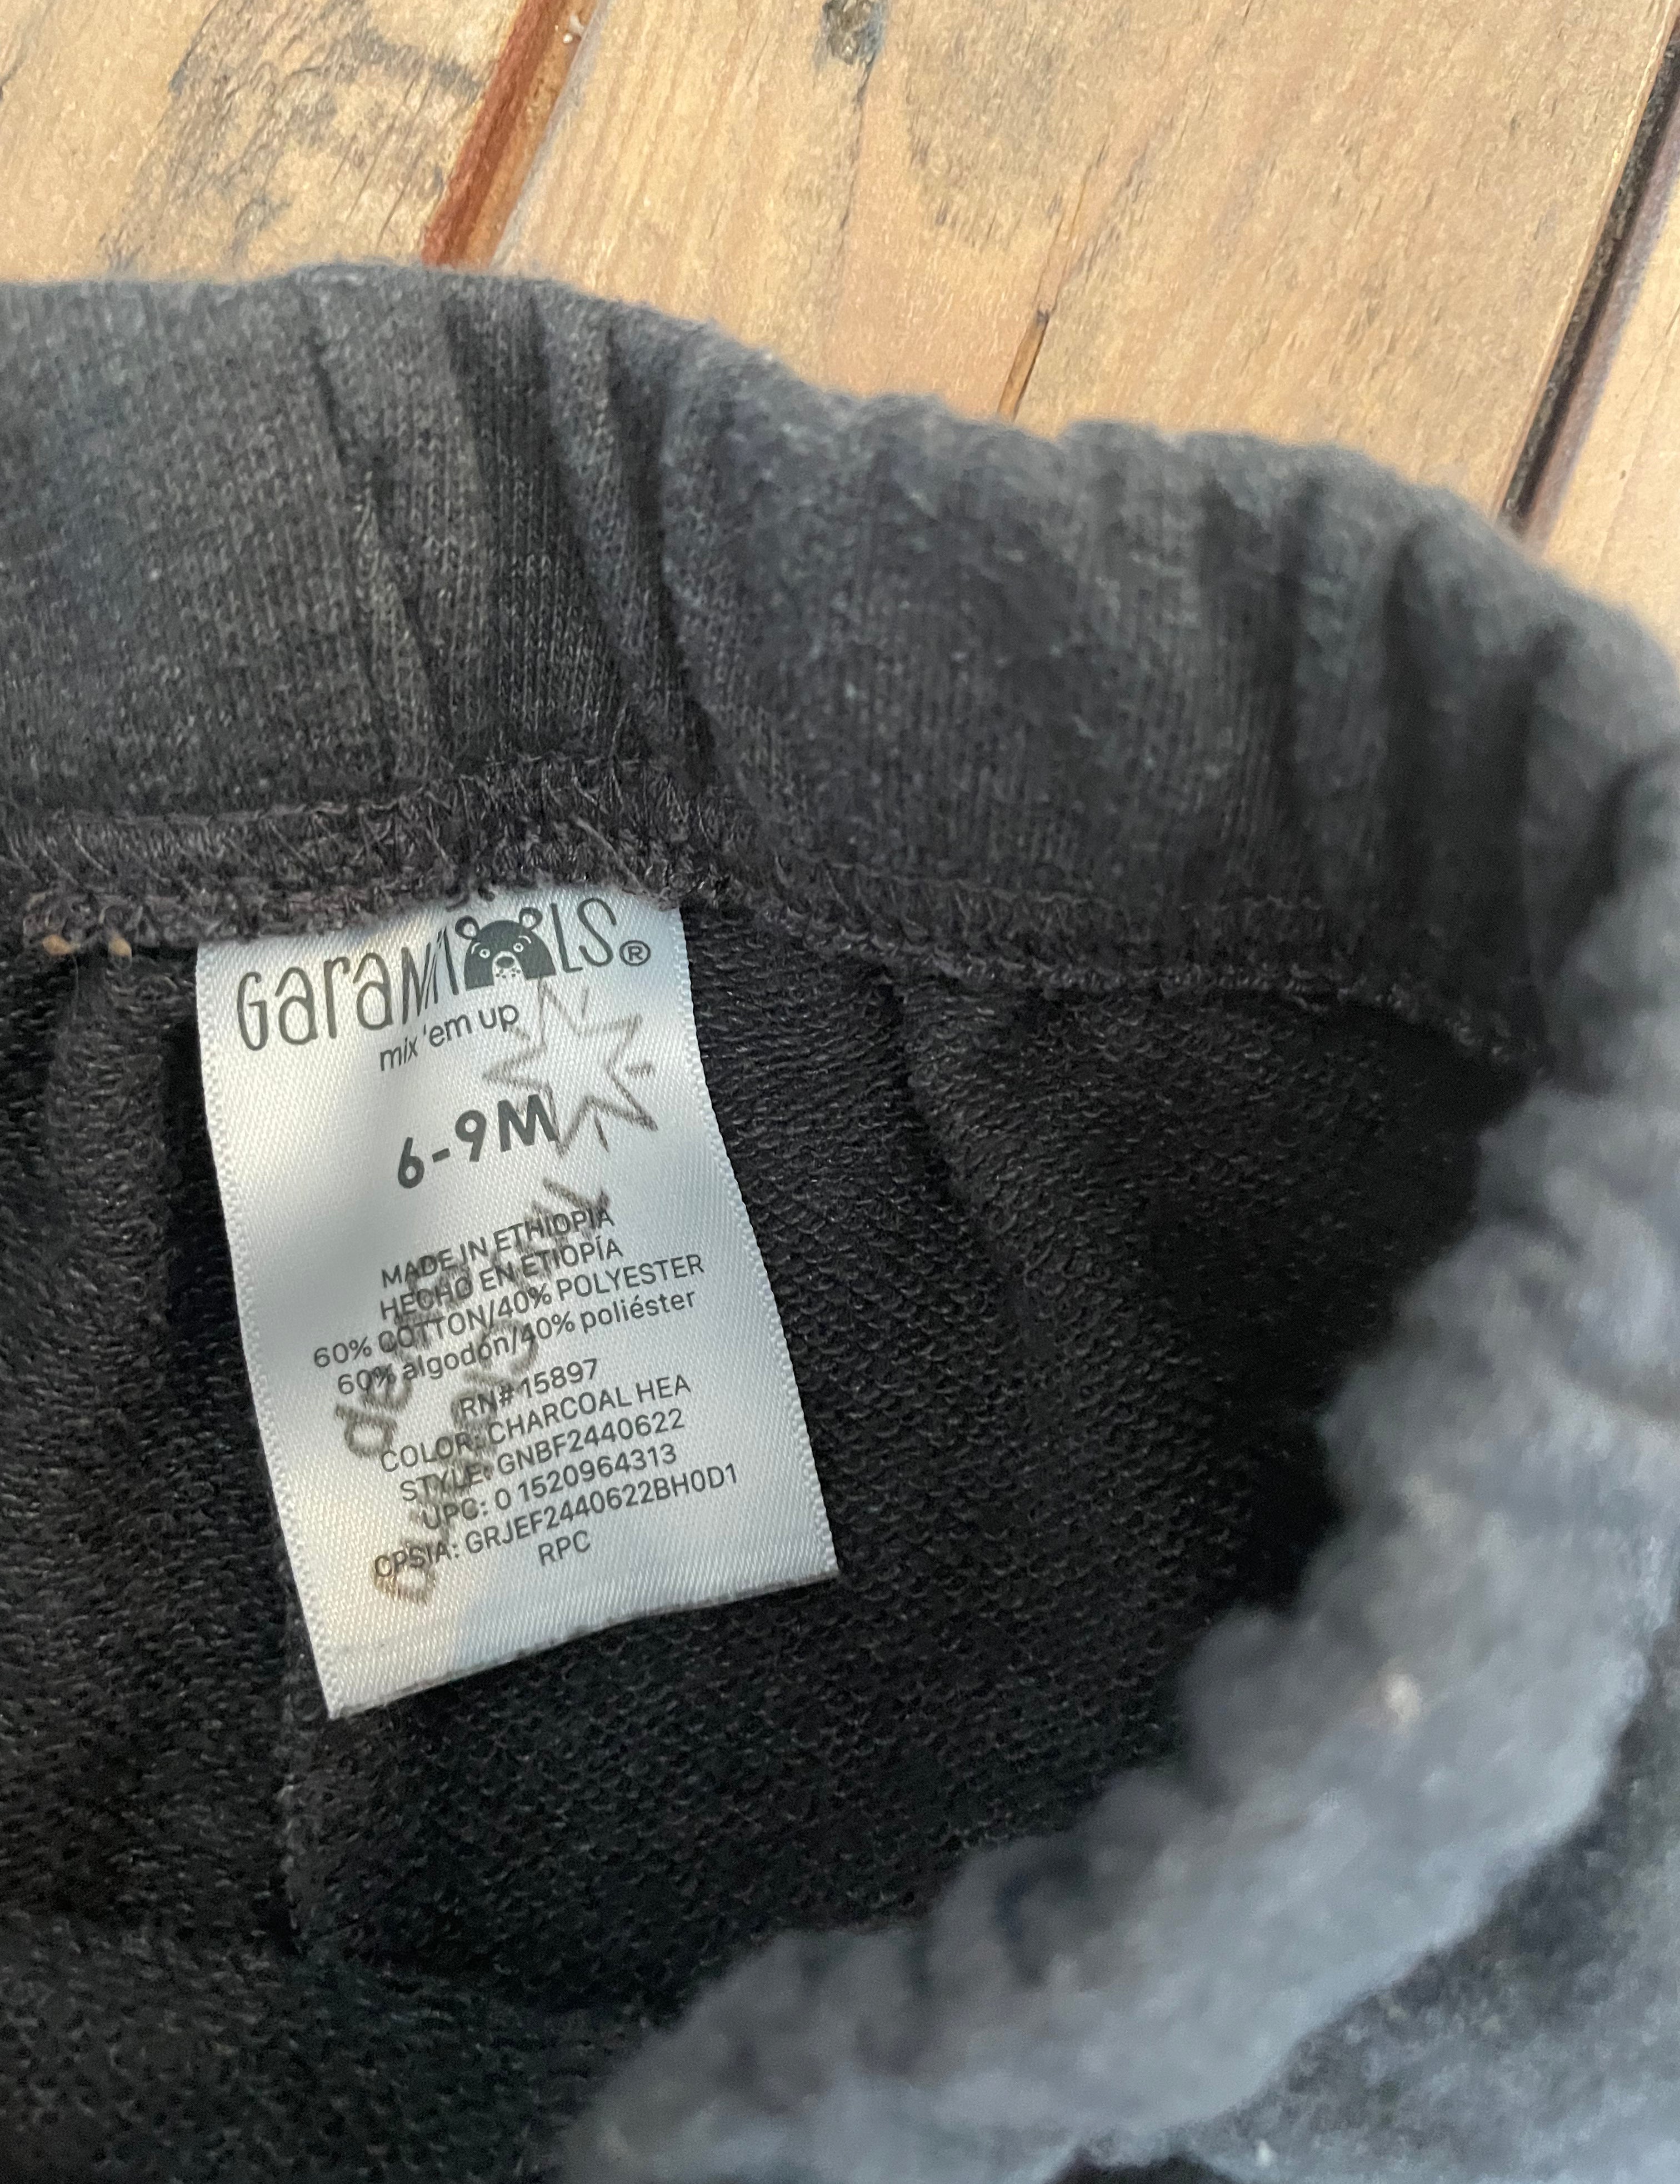 Garanimals®
mix 'em up
6-9M
MADE IN ETHIOPIA
HECHO EN ETIOPÍA
60% COTTON/40% POLYESTER
60% algodón/40% poliéster
RN#15897
COLOR: CHARCOAL HEA
STYLE: GNBF2440622
UPC: 0 1520964313
CPSIA: GRJEF2440622BH0D1
RPC